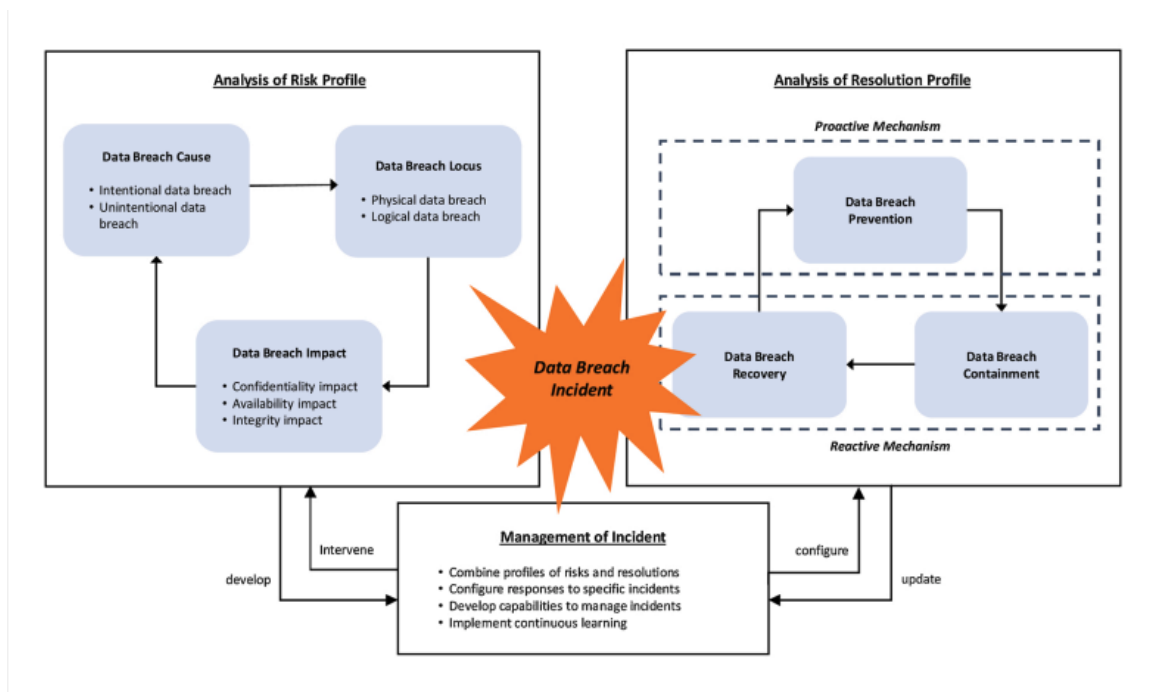 Analysis of Risk Profile
Data Breach Cause
• Intentional data breach
• Unintentional data
breach
Data Breach Locus
• Physical data breach
• Logical data breach
Data Breach Impact
• Confidentiality impact
• Availability impact
• Integrity impact
Data Breach
Incident
Analysis of Resolution Profile
Proactive Mechanism
Data Breach
Prevention
Data Breach
Recovery
Data Breach
Containment
Reactive Mechanism
develop
Intervene
Management of Incident
• Combine profiles of risks and resolutions
• Configure responses to specific incidents
• Develop capabilities to manage incidents
• Implement continuous learning
configure
update